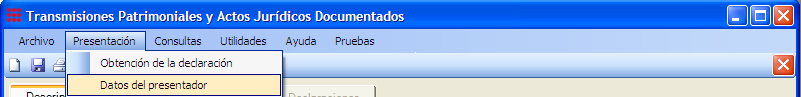 Transmisiones Patrimoniales y Actos Jurídicos Documentados
Archivo Presentación Consultas Utilidades Ayuda Pruebas
Obtención de la declaración
Datos del presentador